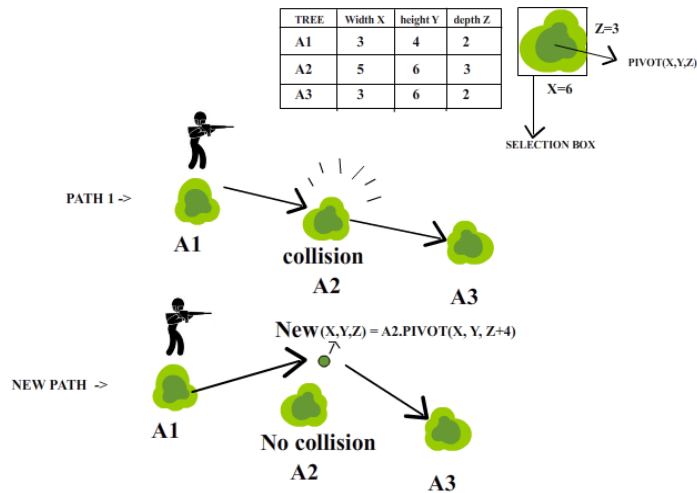 TREE Width X height Y depth Z
A1 3 4 2
A2 5 6 3
A3 3 6 2
Z=3
PIVOT(X,Y,Z)
X=6
SELECTION BOX
PATH 1 ->
A1
collision
A2
A3
New(X,Y,Z) = A2.PIVOT(X, Y, Z+4)
NEW PATH ->
A1
No collision
A2
A3